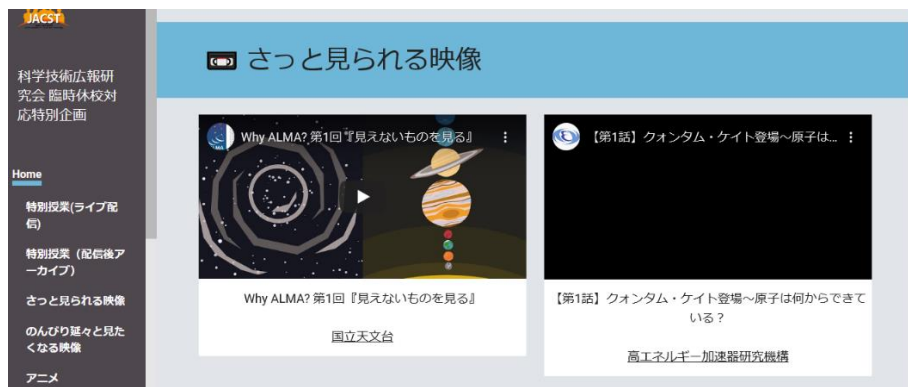 JACST
科学技術広報研
究会 臨時休校対
応特別企画
Home
特別授業(ライブ配
信)
特別授業（配信後ア
ーカイブ）
さっと見られる映像
のんびり延々と見た
くなる映像
アニメ
さっと見られる映像
Why ALMA? 第1回『見えないものを見る』
Why ALMA? 第1回『見えないものを見る』
国立天文台
【第1話】クォンタム・ケイト登場～原子は...
【第1話】クォンタム・ケイト登場～原子は何からできて
いる？
高エネルギー加速器研究機構